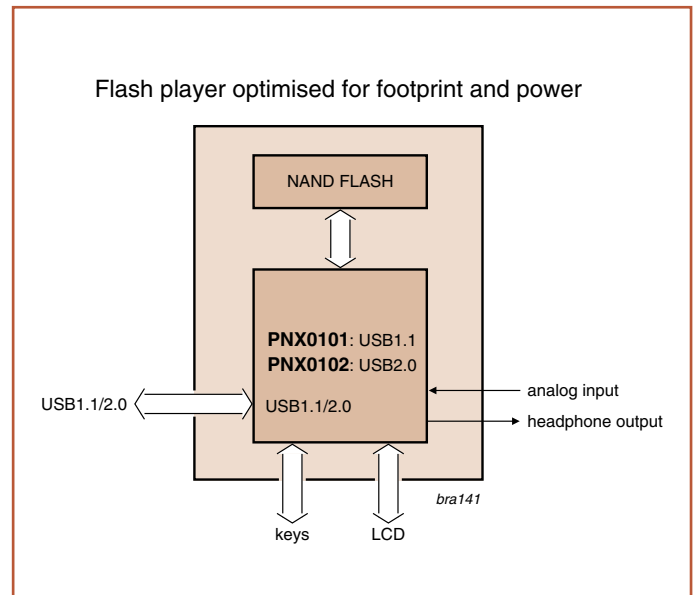 Flash player optimised for footprint and power
NAND FLASH
PNX0101: USB1.1
PNX0102: USB2.0
USB1.1/2.0
USB1.1/2.0
analog input
headphone output
bra141
keys
LCD